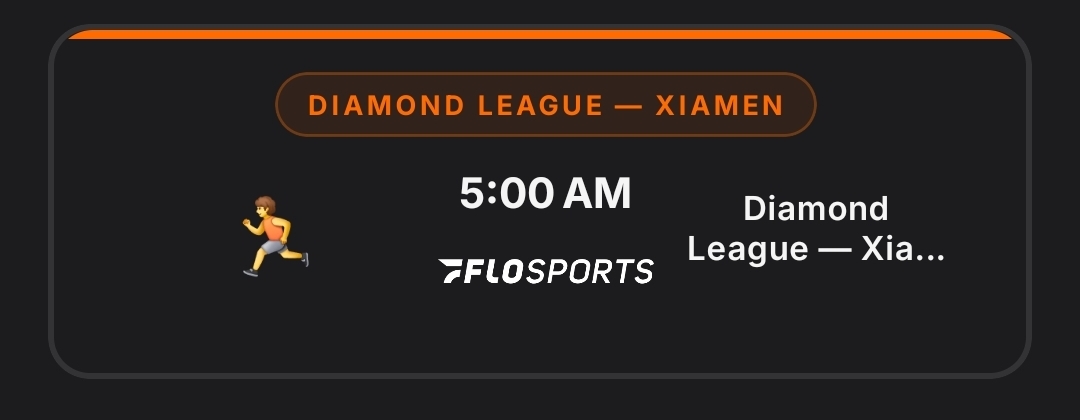 DIAMOND LEAGUE — XIAMEN
5:00 AM
FLOSPORTS
Diamond
League — Xia...